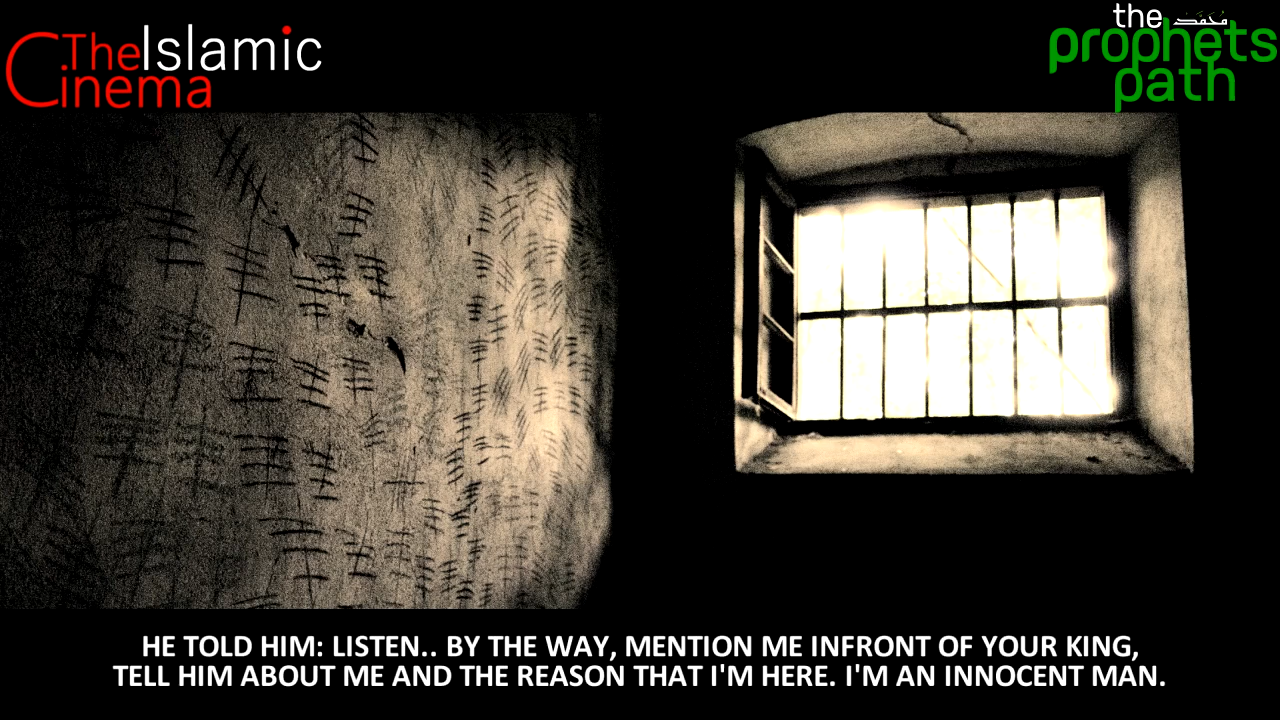 The Islamic
Cinema
the محمد
prophets
path
HE TOLD HIM: LISTEN.. BY THE WAY, MENTION ME INFRONT OF YOUR KING,
TELL HIM ABOUT ME AND THE REASON THAT I'M HERE. I'M AN INNOCENT MAN.